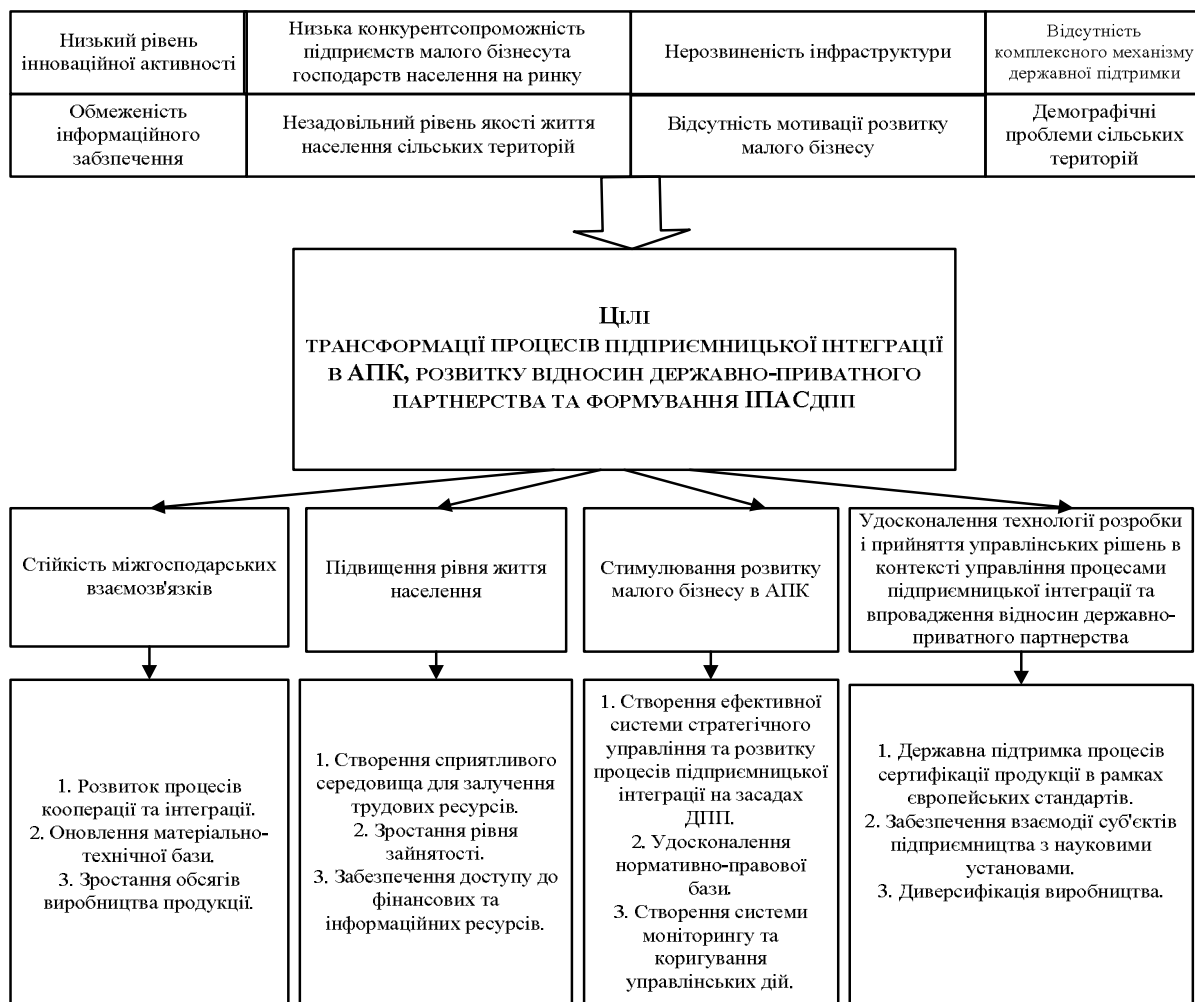 Низький рівень
інноваційної активності
Низька конкурентсопроможність
підприємств малого бізнесута
господарств населення на ринку
Нерозвиненість інфраструктури
Відсутність
комплексного механізму
державної підтримки
Обмеженість
інформаційного
забзпечення
Незадовільний рівень якості життя
населення сільських територій
Відсутність мотивації розвитку
малого бізнесу
Демографічні
проблеми сільських
територій
Цілі
трансформації процесів підприємницької інтеграції
в АПК, розвитку відносин державно-приватного
партнерства та формування ІПАСдпп
Стійкість міжгосподарських
взаємозв'язків
Підвищення рівня життя
населення
Стимулювання розвитку
малого бізнесу в АПК
Удосконалення технології розробки
і прийняття управлінських рішень в
контексті управління процесами
підприємницької інтеграції та
впровадження відносин державно-
приватного партнерства
1. Розвиток процесів
кооперації та інтеграції.
2. Оновлення матеріально-
технічної бази.
3. Зростання обсягів
виробництва продукції.
1. Створення сприятливого
середовища для залучення
трудових ресурсів.
2. Зростання рівня
зайнятості.
3. Забезпечення доступу до
фінансових та
інформаційних ресурсів.
1. Створення ефективної
системи стратегічного
управління та розвитку
процесів підприємницької
інтеграції на засадах
ДПП.
2. Удосконалення
нормативно-правової
бази.
3. Створення системи
моніторингу та
коригування
управлінських дій.
1. Державна підтримка процесів
сертифікації продукції в рамках
європейських стандартів.
2. Забезпечення взаємодії суб'єктів
підприємництва з науковими
установами.
3. Диверсифікація виробництва.